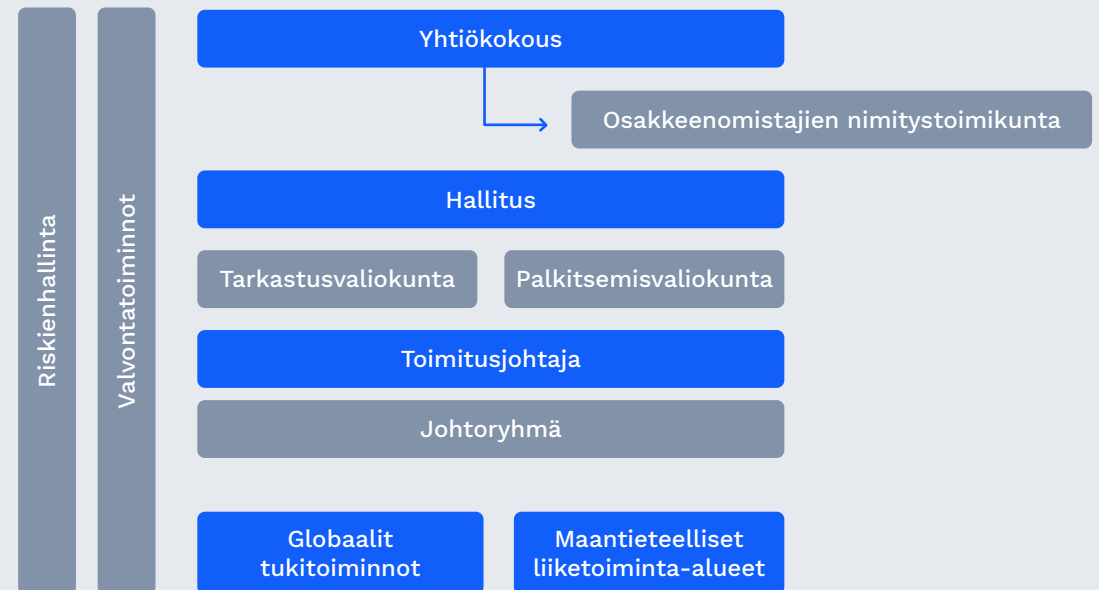 Riskienhallinta
Valvontatoiminnot
Yhtiökokous
Osakkeenomistajien nimitystoimikunta
Hallitus
Tarkastusvaliokunta
Palkitsemisvaliokunta
Toimitusjohtaja
Johtoryhmä
Globaalit
tukitoiminnot
Maantieteelliset
liiketoiminta-alueet